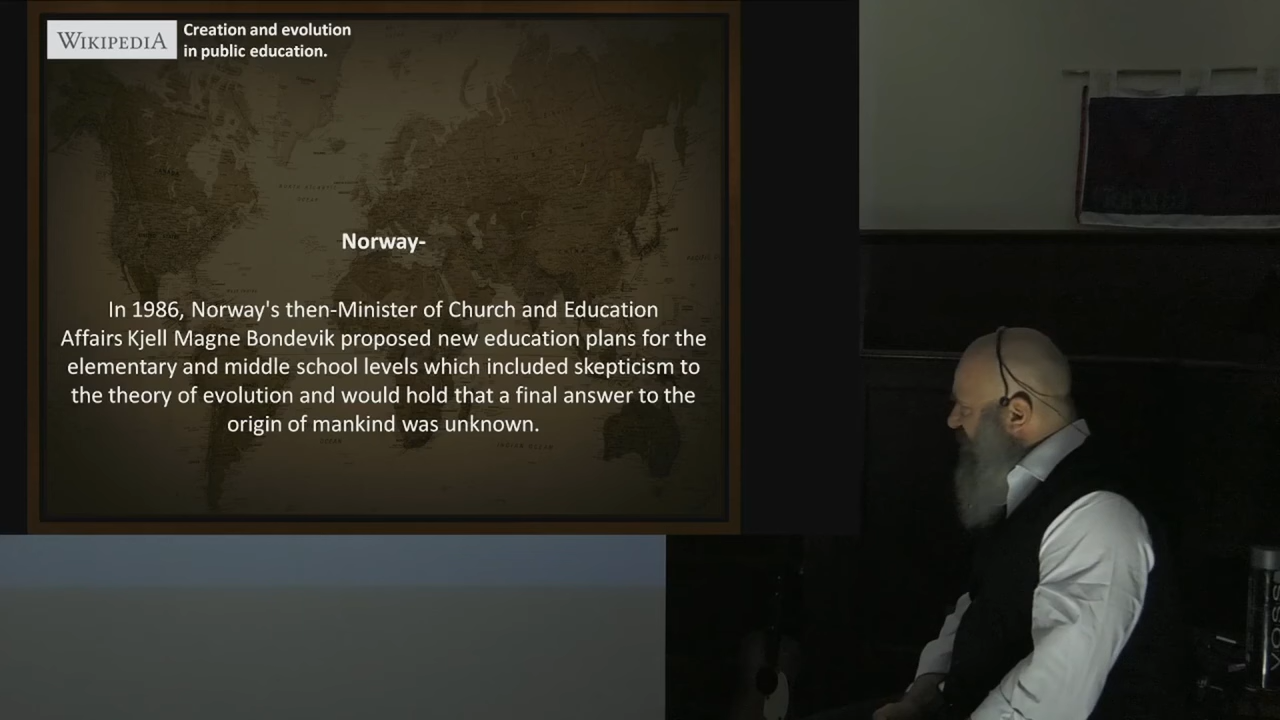 WIKIPEDIA
Creation and evolution
in public education.
Norway-
In 1986, Norway's then-Minister of Church and Education
Affairs Kjell Magne Bondevik proposed new education plans for the
elementary and middle school levels which included skepticism to
the theory of evolution and would hold that a final answer to the
origin of mankind was unknown.
VOSS